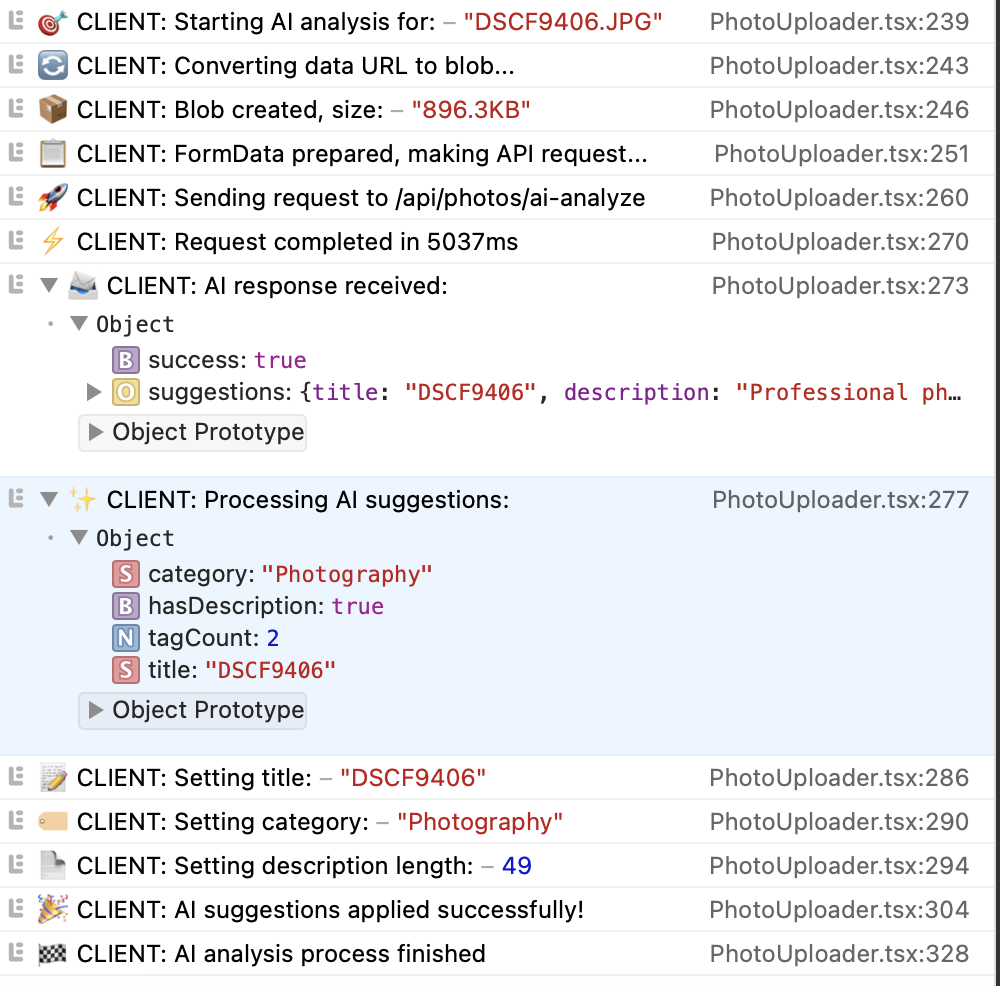 CLIENT: Starting AI analysis for: – "DSCF9406.JPG" PhotoUploader.tsx:239
CLIENT: Converting data URL to blob... PhotoUploader.tsx:243
CLIENT: Blob created, size: – "896.3KB" PhotoUploader.tsx:246
CLIENT: FormData prepared, making API request... PhotoUploader.tsx:251
CLIENT: Sending request to /api/photos/ai-analyze PhotoUploader.tsx:260
CLIENT: Request completed in 5037ms PhotoUploader.tsx:270
CLIENT: AI response received: PhotoUploader.tsx:273
Object
B success: true
O suggestions: {title: "DSCF9406", description: "Professional ph…
Object Prototype
CLIENT: Processing AI suggestions: PhotoUploader.tsx:277
Object
S category: "Photography"
B hasDescription: true
N tagCount: 2
S title: "DSCF9406"
Object Prototype
CLIENT: Setting title: – "DSCF9406" PhotoUploader.tsx:286
CLIENT: Setting category: – "Photography" PhotoUploader.tsx:290
CLIENT: Setting description length: – 49 PhotoUploader.tsx:294
CLIENT: AI suggestions applied successfully! PhotoUploader.tsx:304
CLIENT: AI analysis process finished PhotoUploader.tsx:328